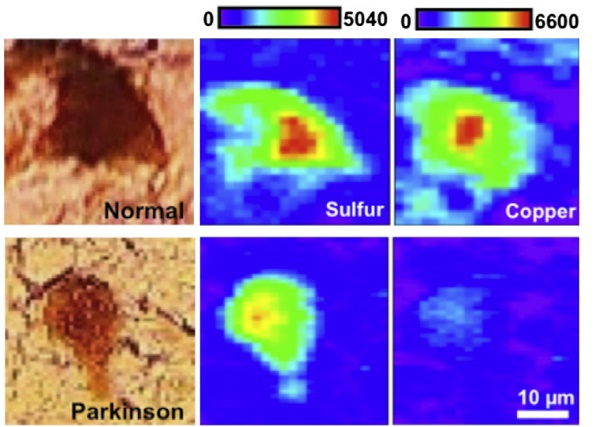 0 5040 0 6600
Normal Sulfur Copper
Parkinson 10 µm